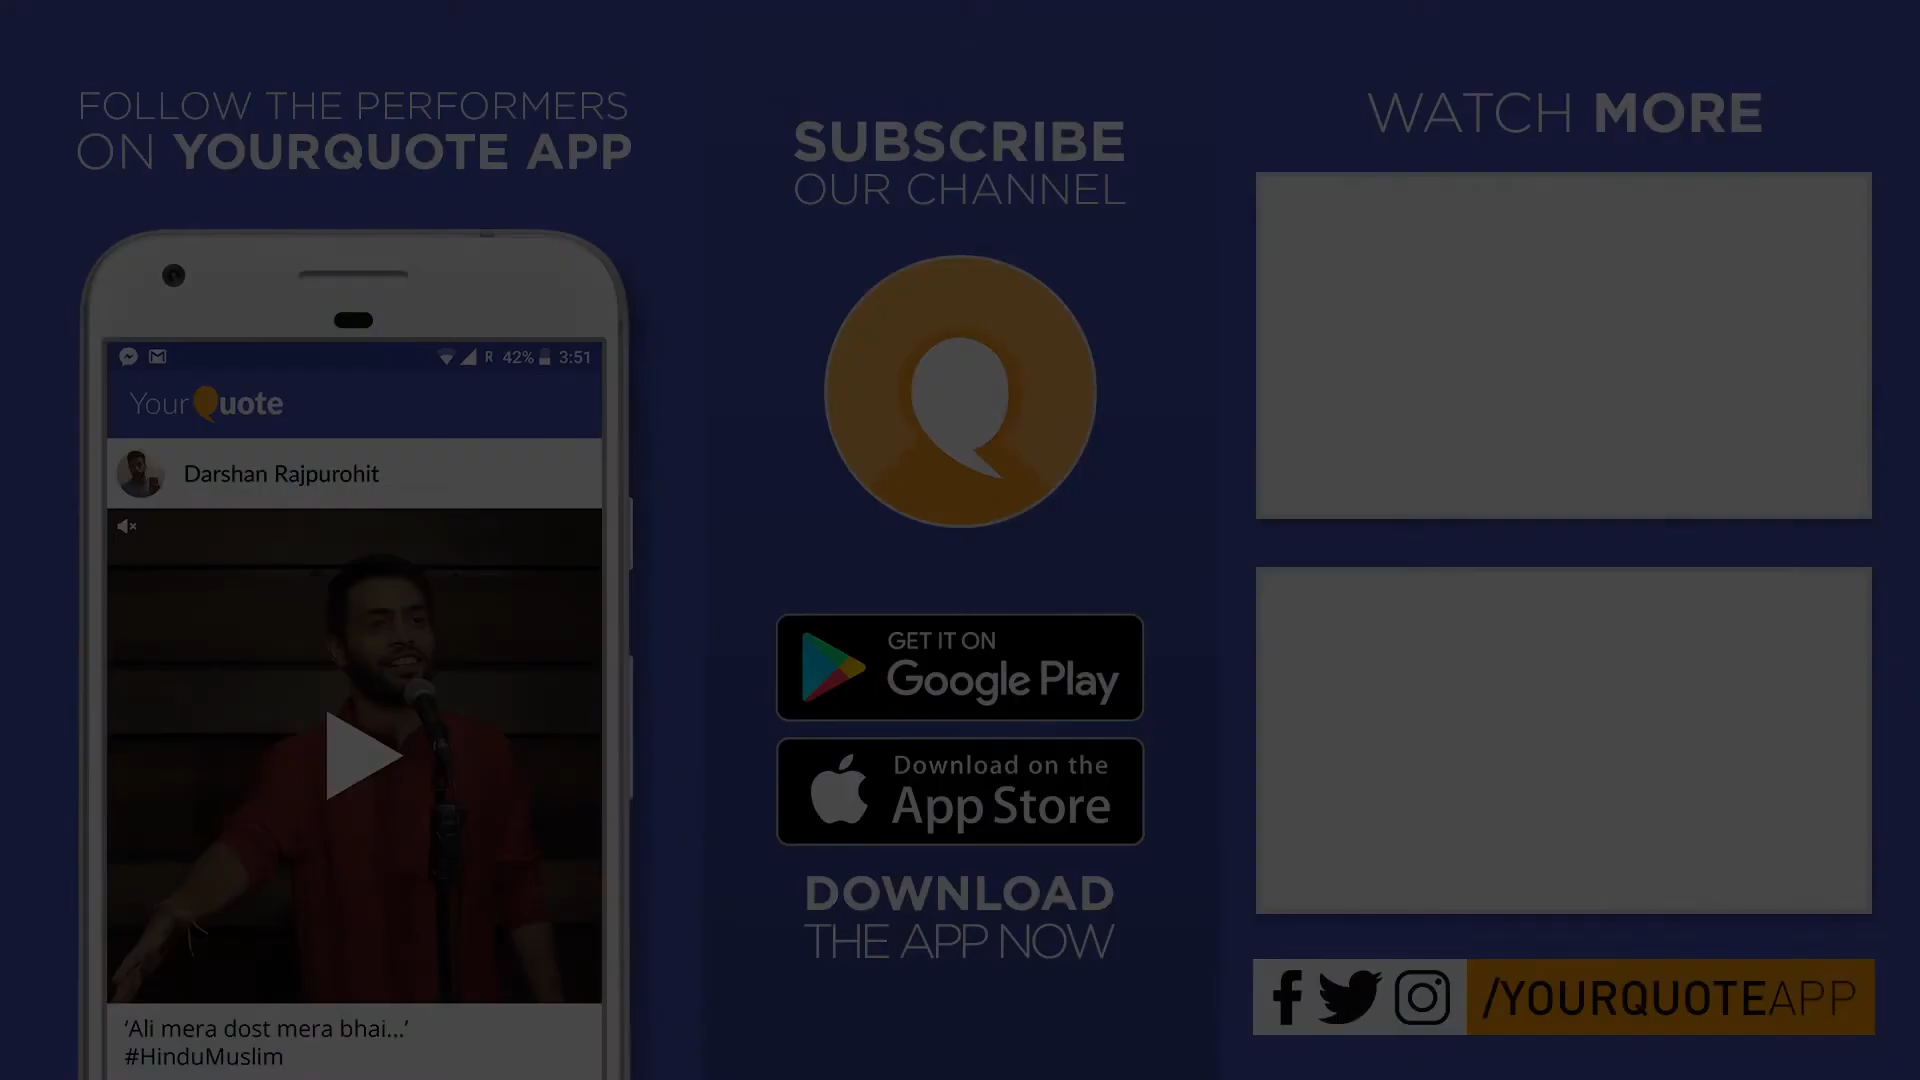 FOLLOW THE PERFORMERS
ON YOURQUOTE APP
R 42% 3:51
YourQuote
Darshan Rajpurohit
‘Ali mera dost mera bhai...’
#HinduMuslim
SUBSCRIBE
OUR CHANNEL
GET IT ON
Google Play
Download on the
App Store
DOWNLOAD
THE APP NOW
WATCH MORE
/YOURQUOTEAPP